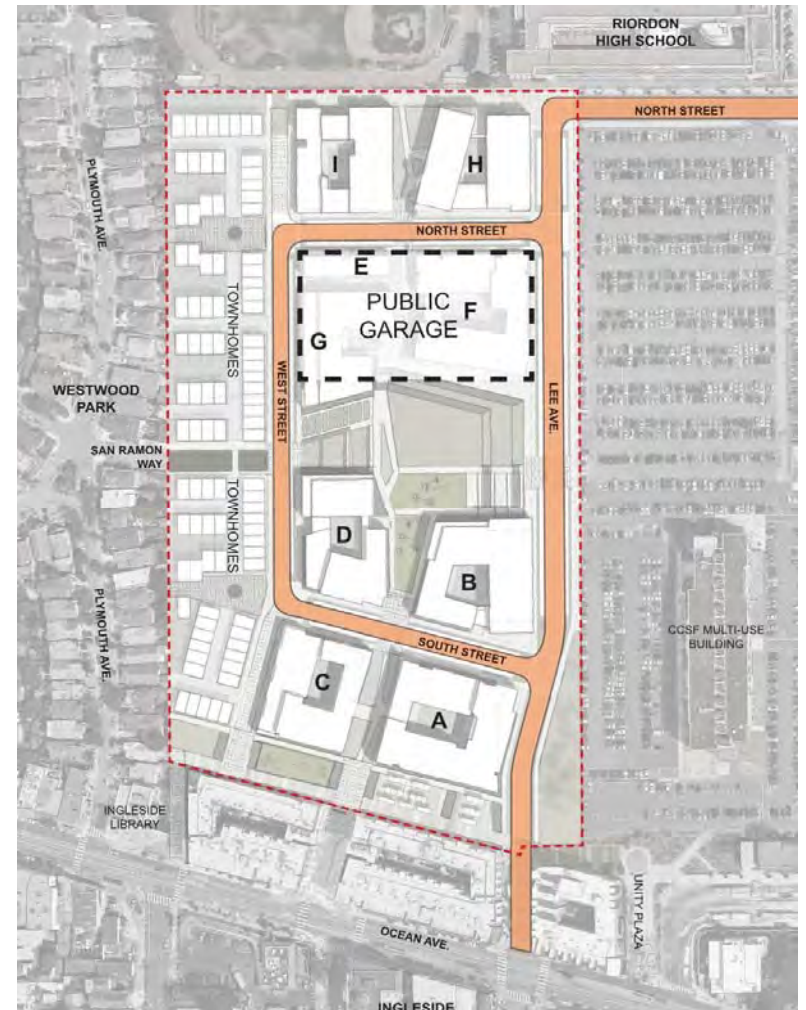 RIORDON
HIGH SCHOOL
NORTH STREET
PLYMOUTH AVE.
I
H
NORTH STREET
E
PUBLIC
GARAGE
F
G
TOWNHOMES
WEST STREET
LEE AVE.
WESTWOOD
PARK
SAN RAMON
WAY
TOWNHOMES
D
B
PLYMOUTH AVE.
SOUTH STREET
CCSF MULTI-USE
BUILDING
C
A
INGLESIDE
LIBRARY
UNITY PLAZA
OCEAN AVE.
INGLESIDE